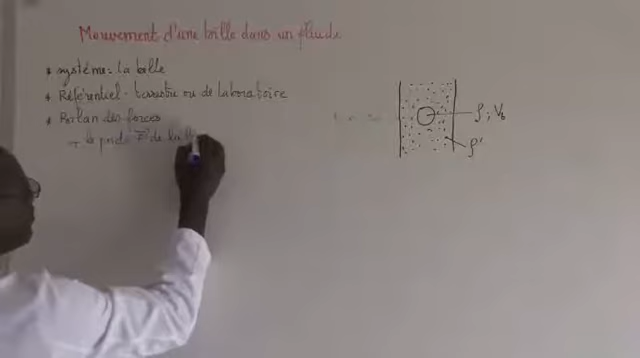 Mouvement d'une bille dans un fluide
* système: la bille
* Référentiel - terrestre ou de laboratoire
* Bilan des forces
→ le poids P de la
ρ; V₀
ρ'